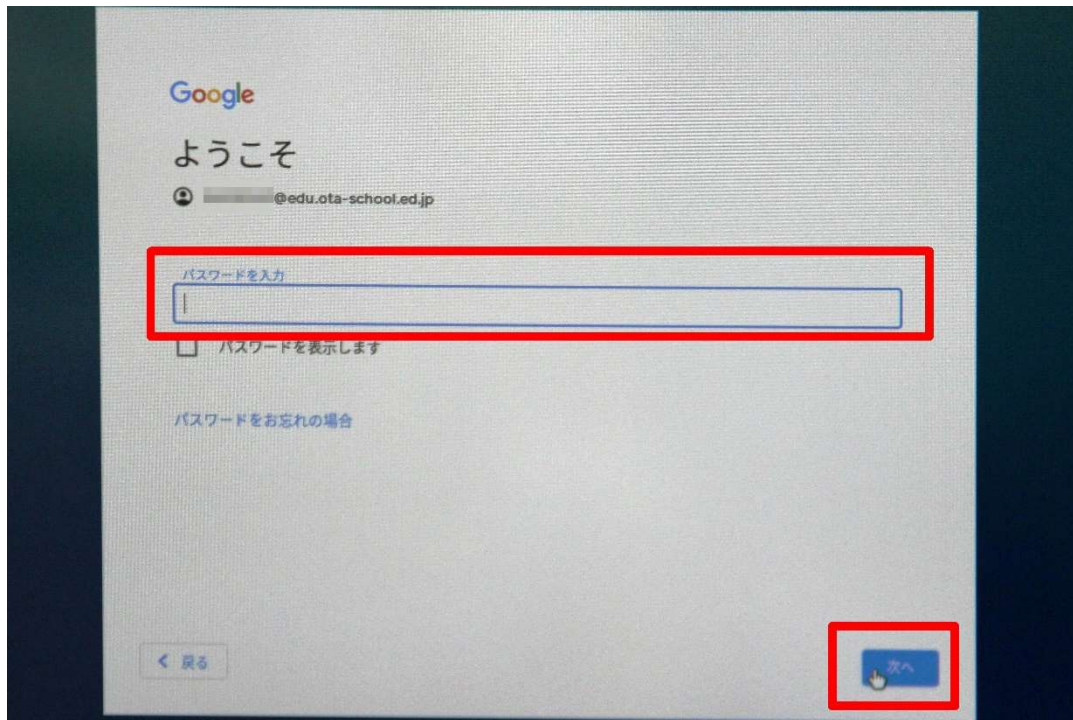 Google
ようこそ
@edu.ota-school.ed.jp
パスワードを入力
パスワードを表示します
パスワードをお忘れの場合
戻る
次へ